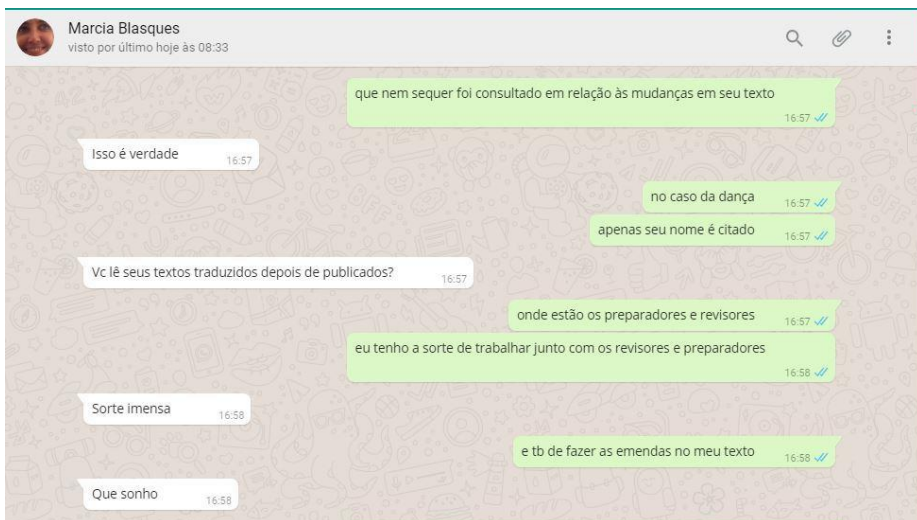 Marcia Blasques
visto por último hoje às 08:33
que nem sequer foi consultado em relação às mudanças em seu texto
16:57
Isso é verdade
16:57
no caso da dança
16:57
apenas seu nome é citado
16:57
Vc lê seus textos traduzidos depois de publicados?
16:57
onde estão os preparadores e revisores
16:57
eu tenho a sorte de trabalhar junto com os revisores e preparadores
16:58
Sorte imensa
16:58
e tb de fazer as emendas no meu texto
16:58
Que sonho
16:58